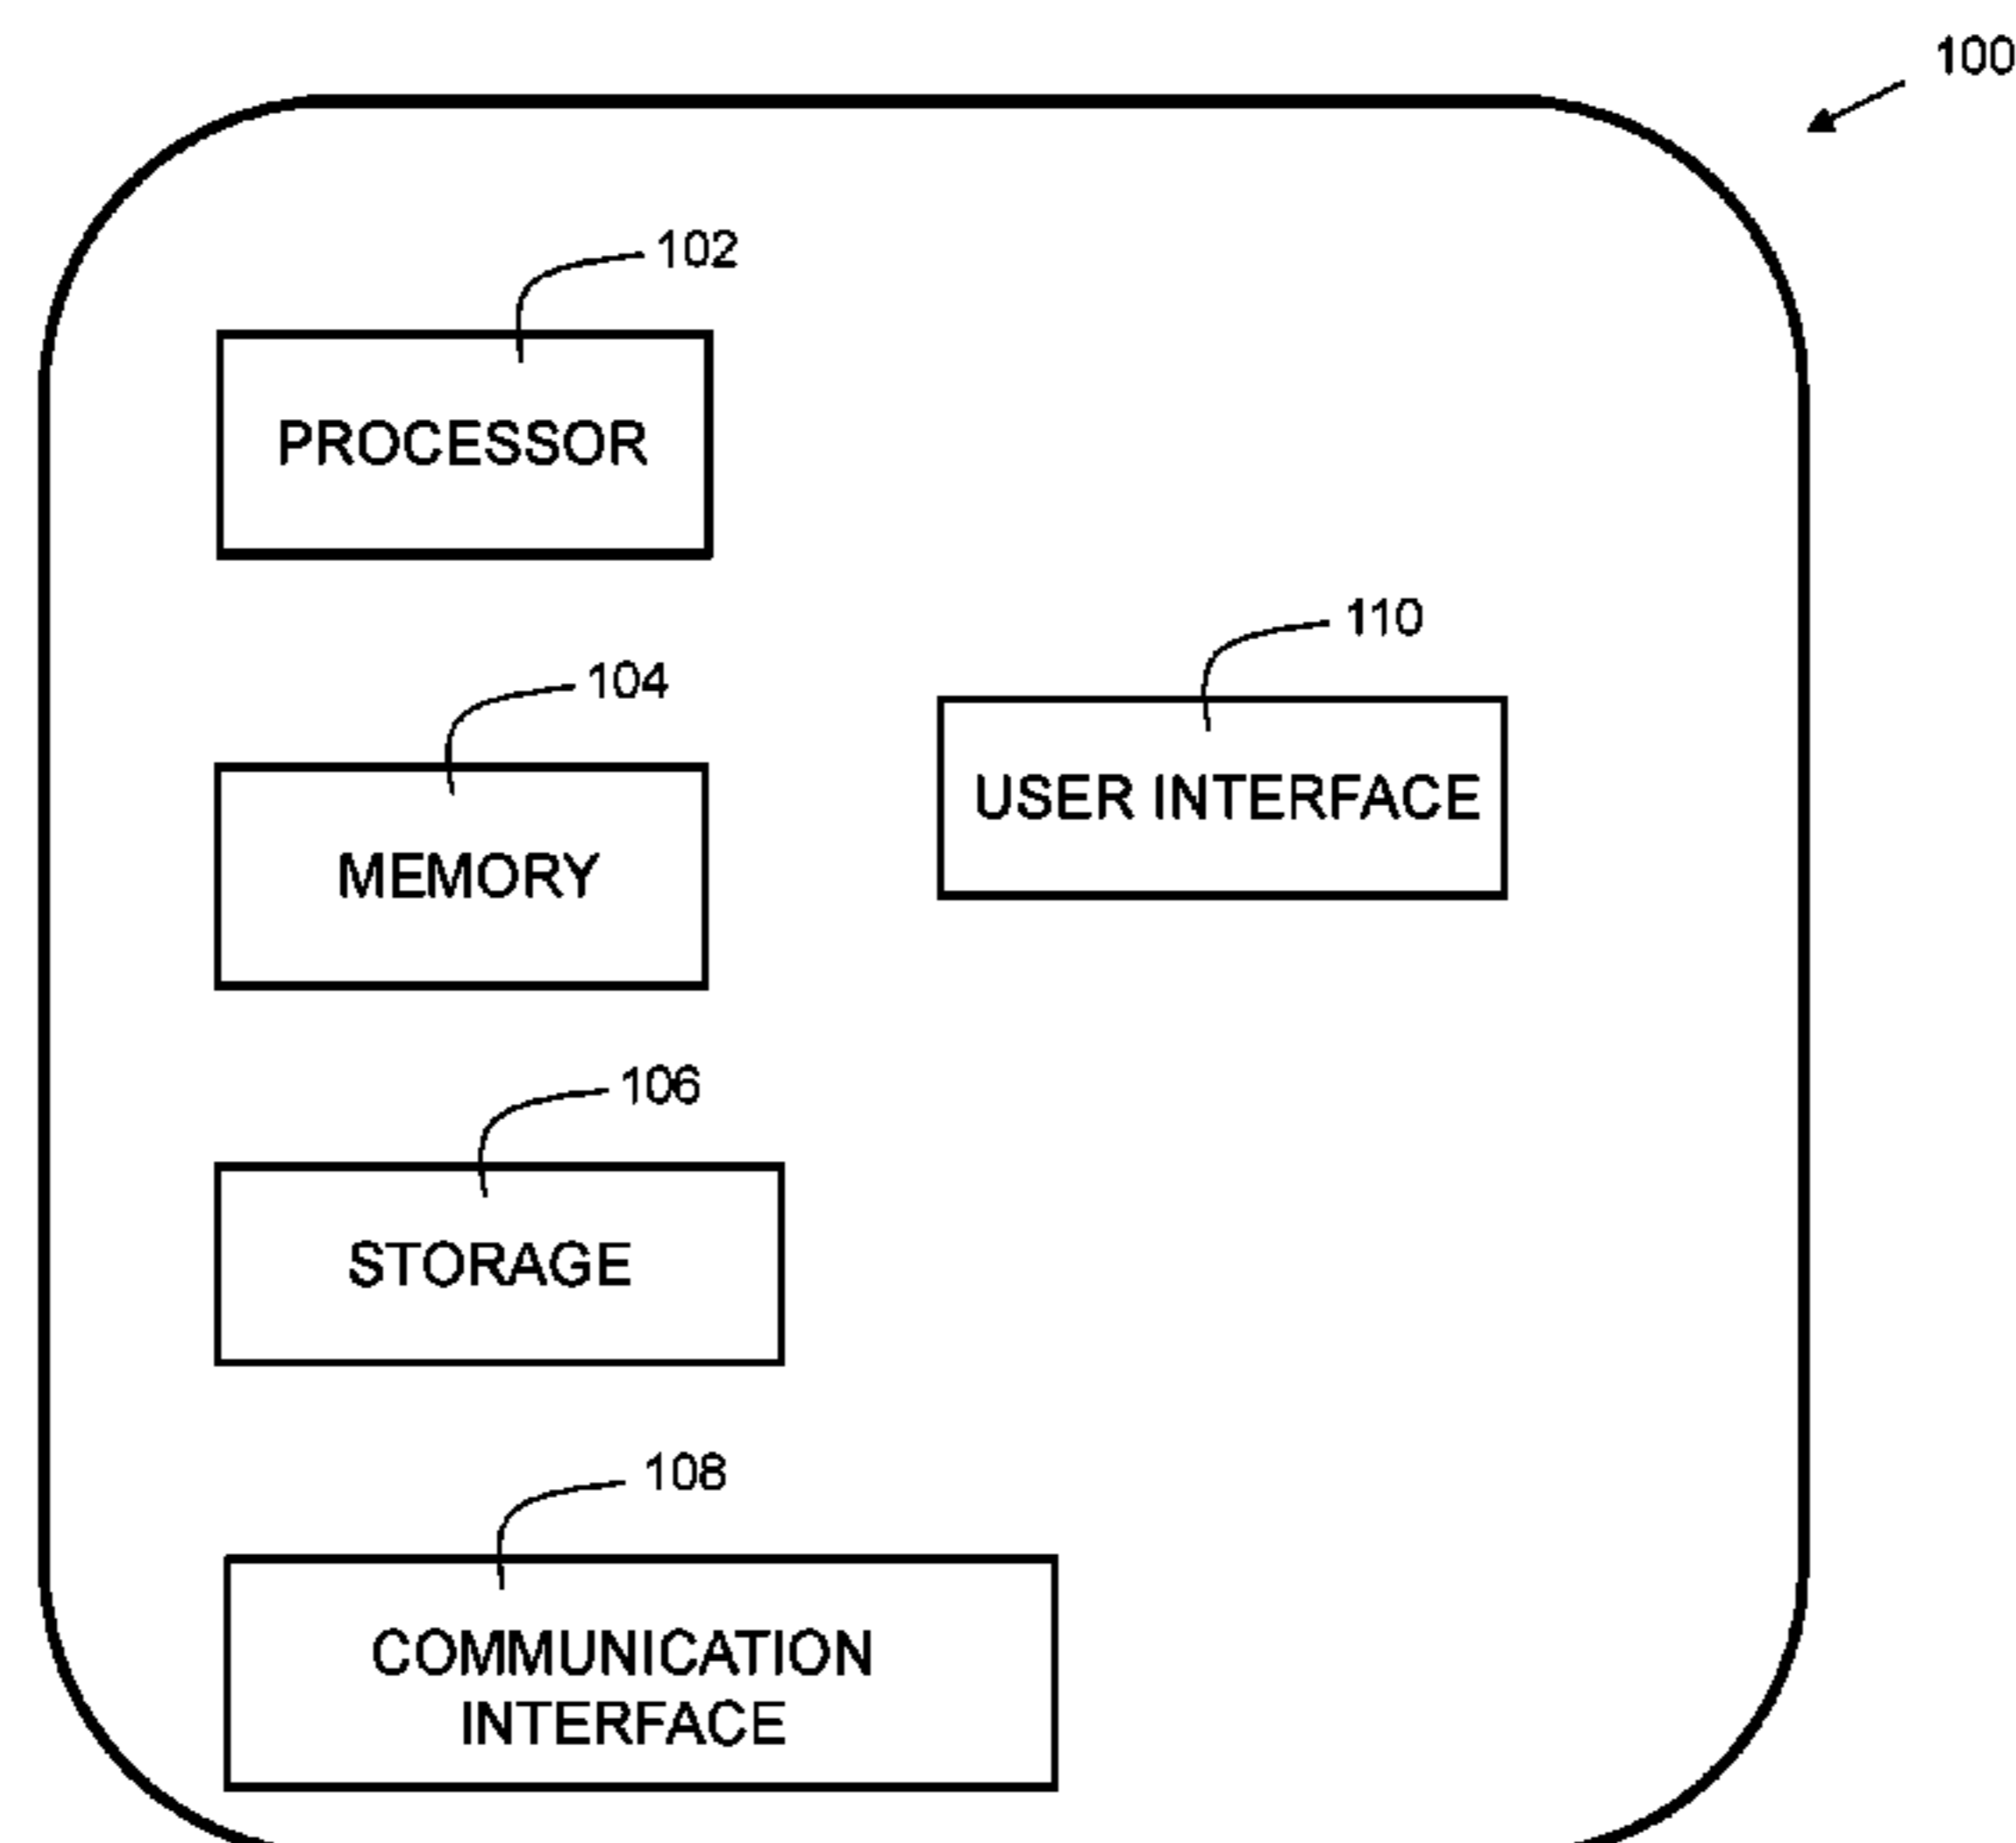 100
102
PROCESSOR
110
104
USER INTERFACE
MEMORY
106
STORAGE
108
COMMUNICATION
INTERFACE